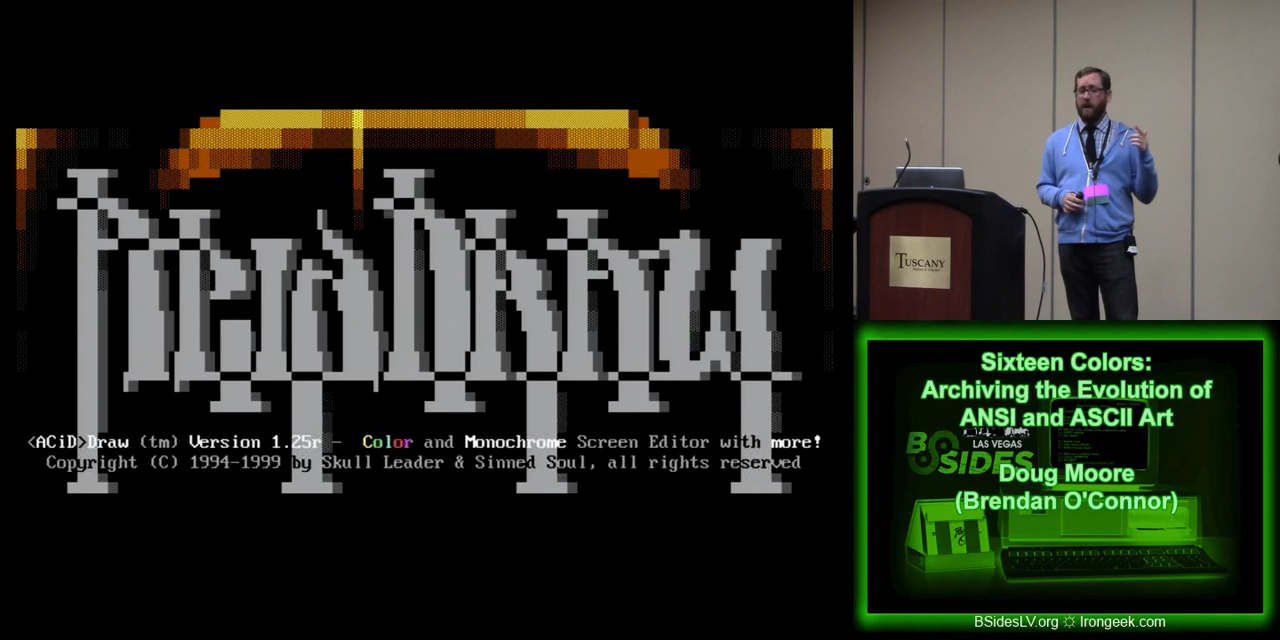 <ACiD>Draw (tm) Version 1.25r - Color and Monochrome Screen Editor with more!
Copyright (C) 1994-1999 by Skull Leader & Sinned Soul, all rights reserved
TUSCANY
Sixteen Colors:
Archiving the Evolution of
ANSI and ASCII Art
BSIDES
LAS VEGAS
Doug Moore
(Brendan O'Connor)
BSidesLV.org ☼ Irongeek.com